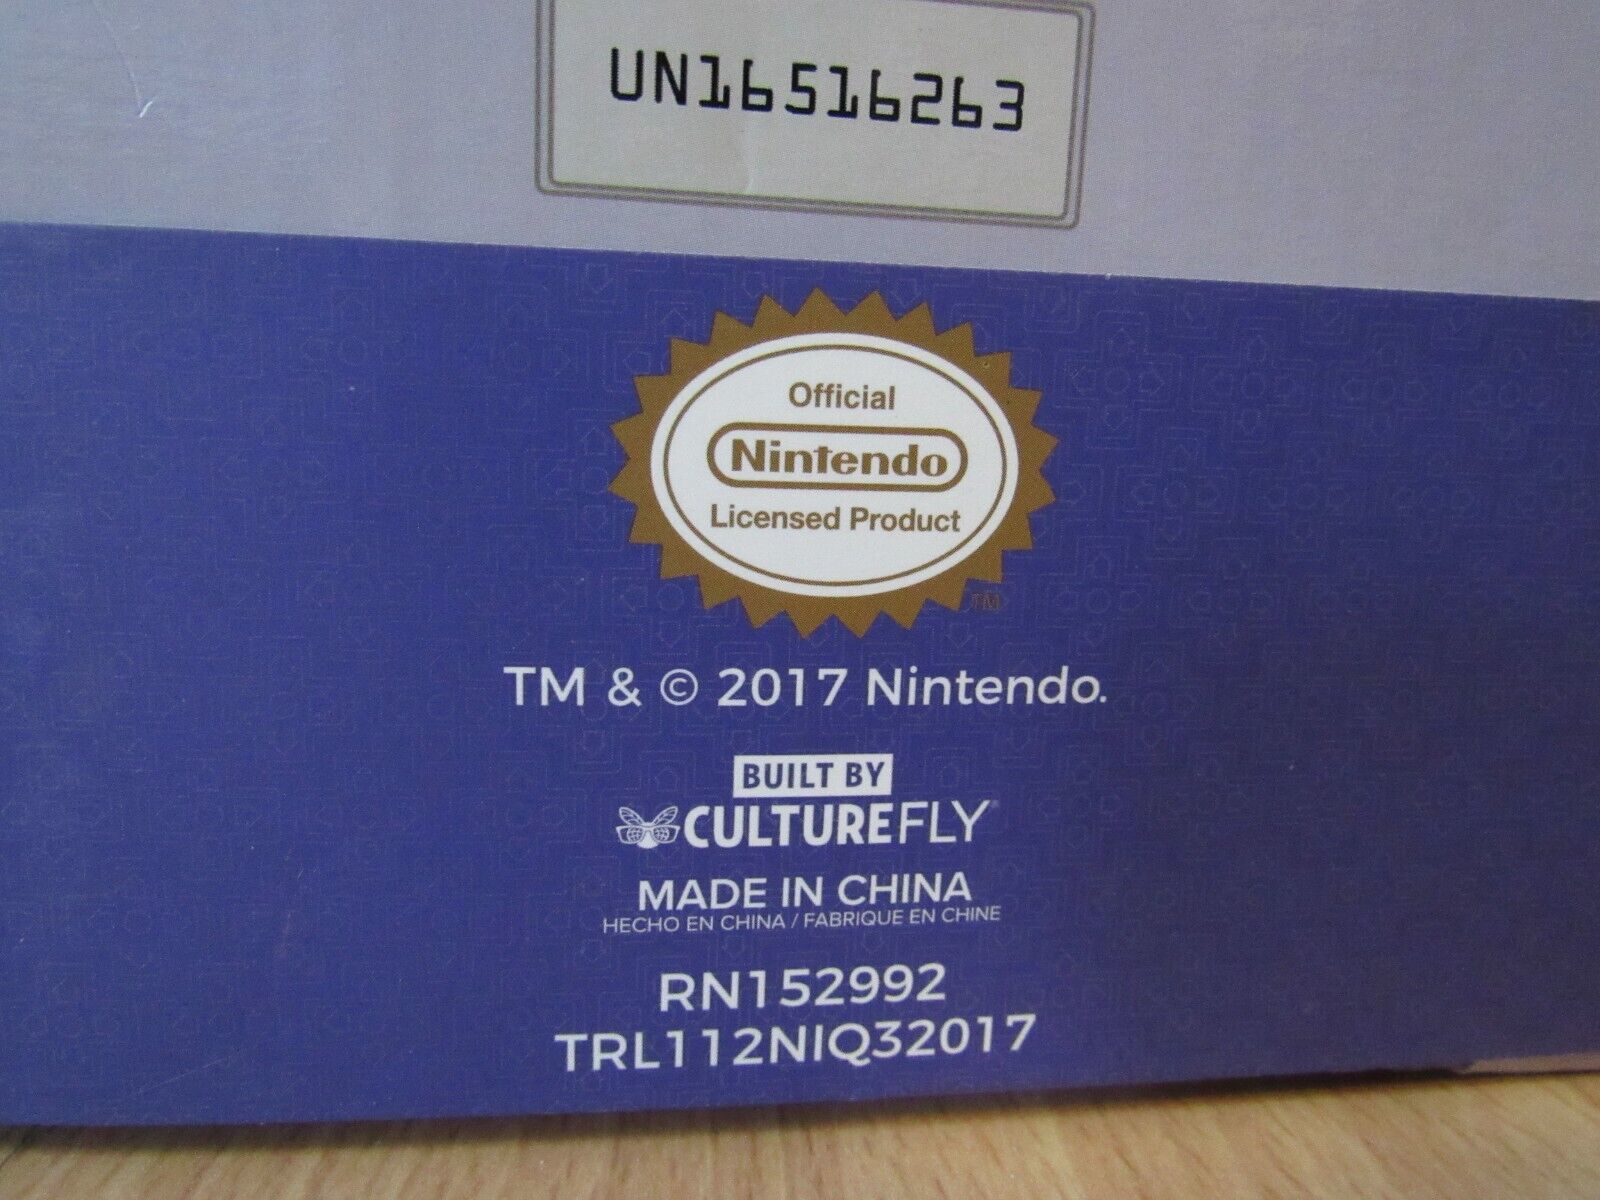 UN16516263
Official
Nintendo
Licensed Product
TM
TM & © 2017 Nintendo.
BUILT BY
CULTUREFLY
MADE IN CHINA
HECHO EN CHINA / FABRIQUE EN CHINE
RN152992
TRL112NIQ32017